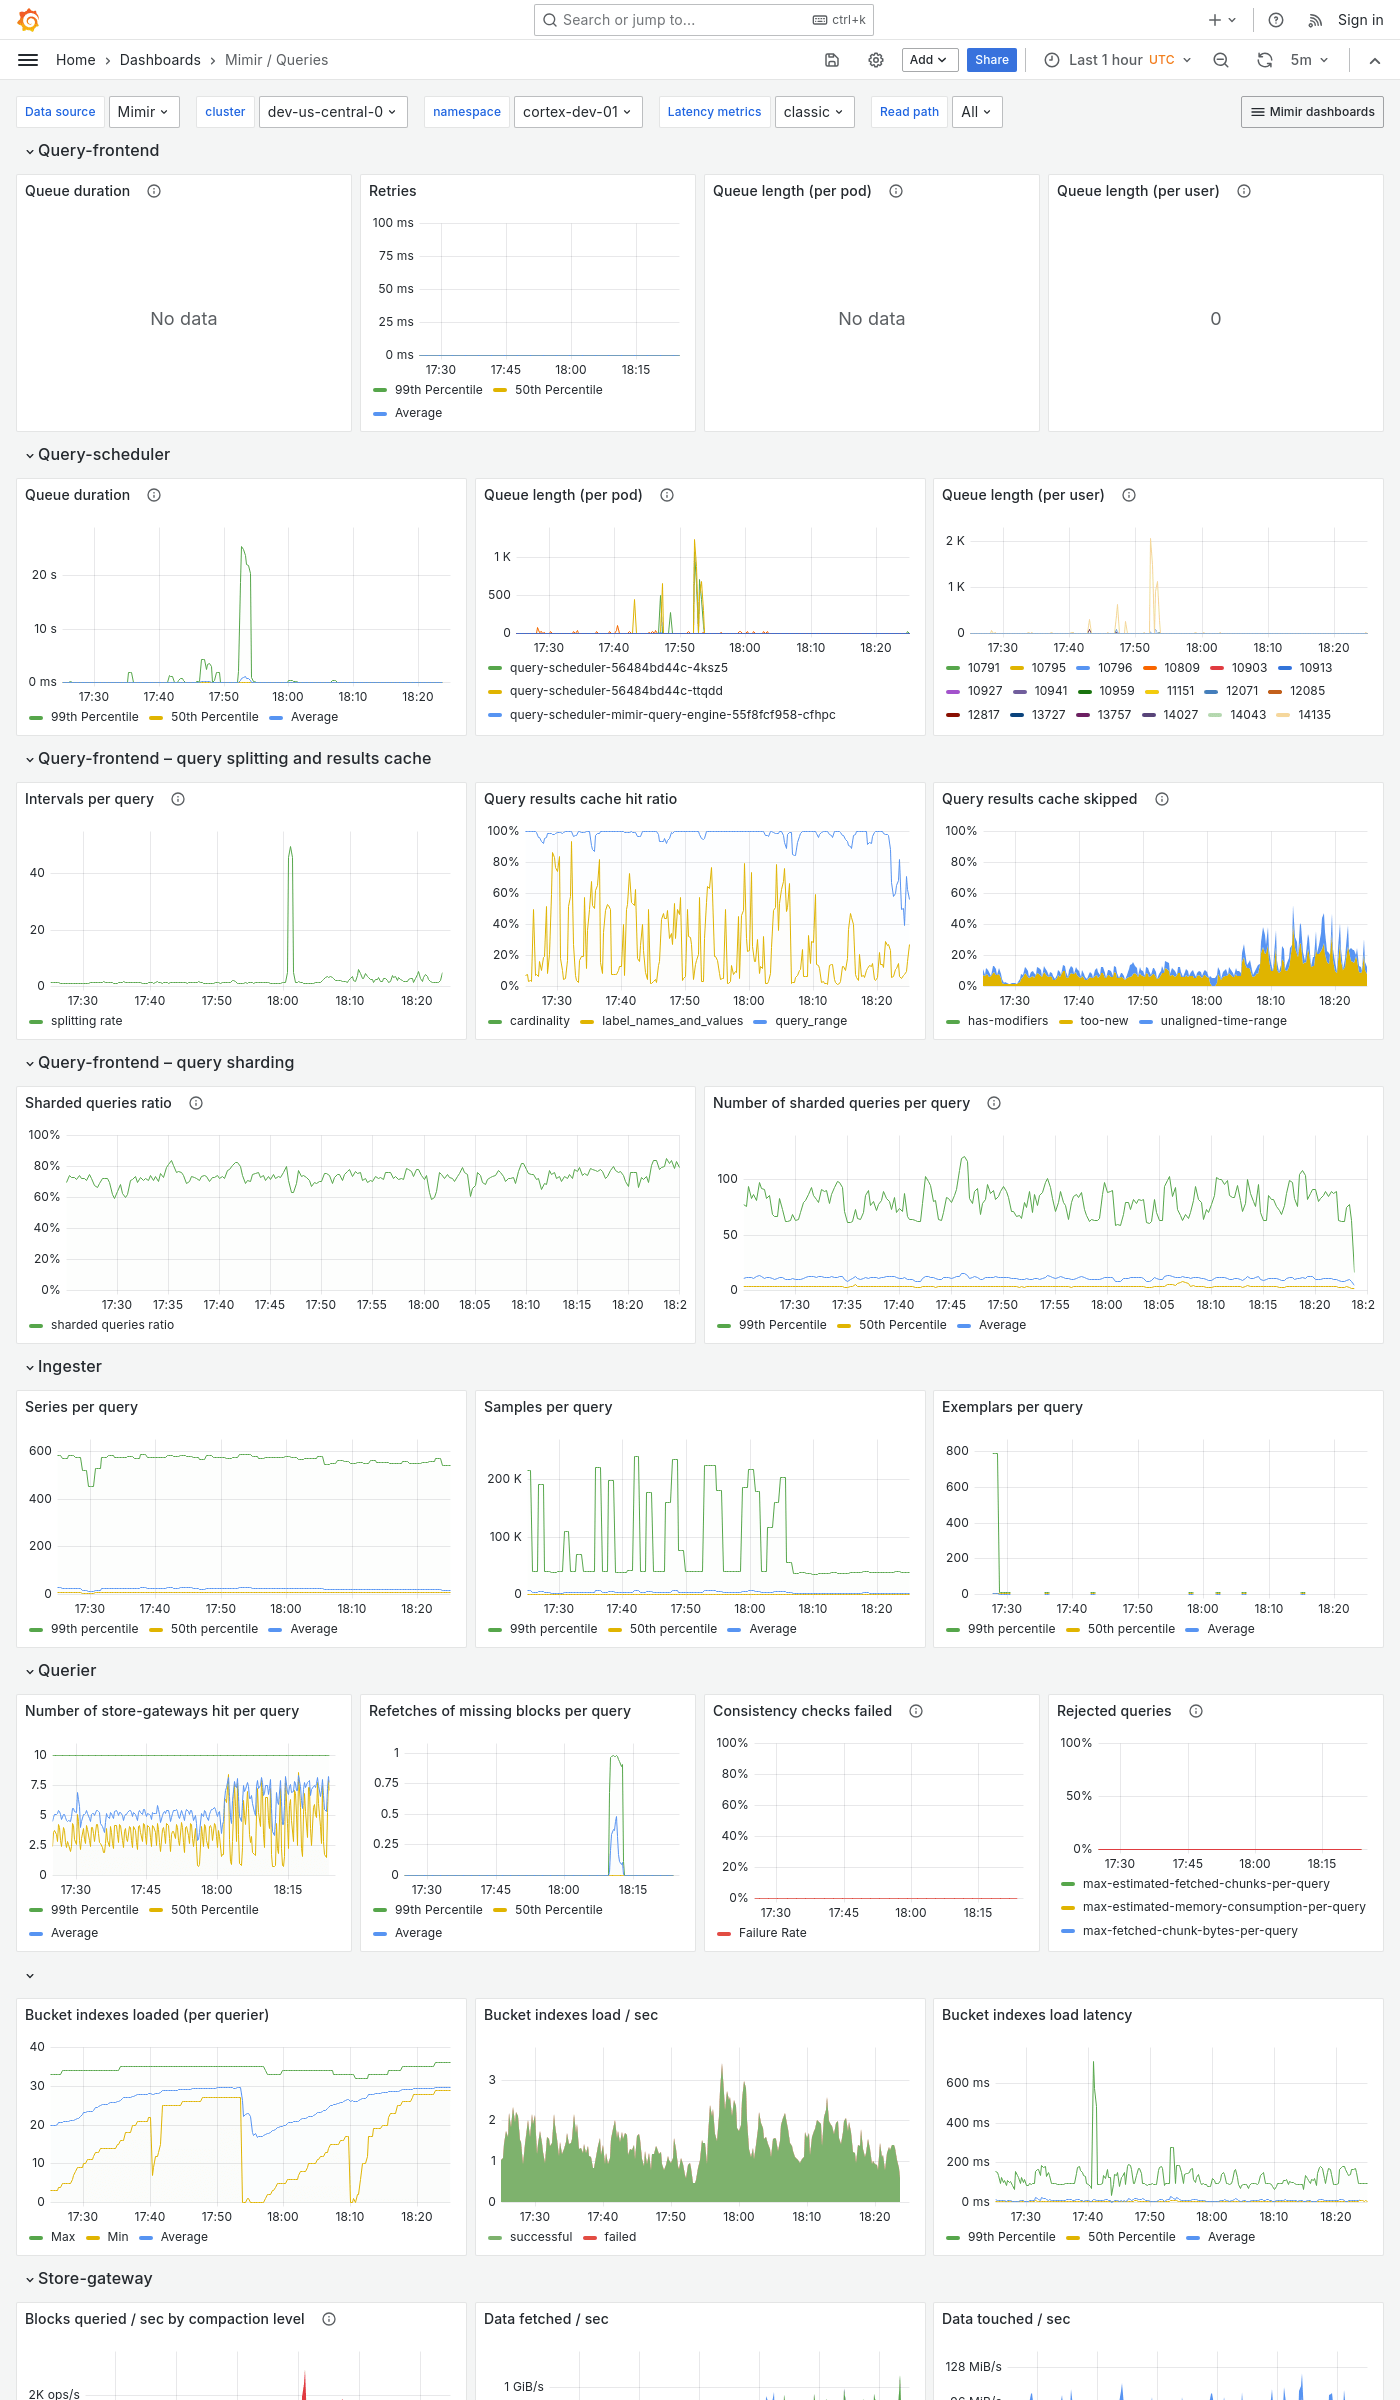 Search or jump to...
ctrl+k
Sign in
Home
Dashboards
Mimir / Queries
Add
Share
Last 1 hour UTC
5m
Data source
Mimir
cluster
dev-us-central-0
namespace
cortex-dev-01
Latency metrics
classic
Read path
All
Mimir dashboards
Query-frontend
Queue duration
No data
Retries
100 ms
75 ms
50 ms
25 ms
0 ms
17:30 17:45 18:00 18:15
99th Percentile 50th Percentile
Average
Queue length (per pod)
No data
Queue length (per user)
0
Query-scheduler
Queue duration
20 s
10 s
0 ms
17:30 17:40 17:50 18:00 18:10 18:20
99th Percentile 50th Percentile Average
Queue length (per pod)
1 K
500
0
17:30 17:40 17:50 18:00 18:10 18:20
query-scheduler-56484bd44c-4ksz5
query-scheduler-56484bd44c-ttqdd
query-scheduler-mimir-query-engine-55f8fcf958-cfhpc
Queue length (per user)
2 K
1 K
0
17:30 17:40 17:50 18:00 18:10 18:20
10791 10795 10796 10809 10903 10913
10927 10941 10959 11151 12071 12085
12817 13727 13757 14027 14043 14135
Query-frontend – query splitting and results cache
Intervals per query
40
20
0
17:30 17:40 17:50 18:00 18:10 18:20
splitting rate
Query results cache hit ratio
100%
80%
60%
40%
20%
0%
17:30 17:40 17:50 18:00 18:10 18:20
cardinality label_names_and_values query_range
Query results cache skipped
100%
80%
60%
40%
20%
0%
17:30 17:40 17:50 18:00 18:10 18:20
has-modifiers too-new unaligned-time-range
Query-frontend – query sharding
Sharded queries ratio
100%
80%
60%
40%
20%
0%
17:30 17:35 17:40 17:45 17:50 17:55 18:00 18:05 18:10 18:15 18:20 18:2
sharded queries ratio
Number of sharded queries per query
100
50
0
17:30 17:35 17:40 17:45 17:50 17:55 18:00 18:05 18:10 18:15 18:20 18:2
99th Percentile 50th Percentile Average
Ingester
Series per query
600
400
200
0
17:30 17:40 17:50 18:00 18:10 18:20
99th percentile 50th percentile Average
Samples per query
200 K
100 K
0
17:30 17:40 17:50 18:00 18:10 18:20
99th percentile 50th percentile Average
Exemplars per query
800
600
400
200
0
17:30 17:40 17:50 18:00 18:10 18:20
99th percentile 50th percentile Average
Querier
Number of store-gateways hit per query
10
7.5
5
2.5
0
17:30 17:45 18:00 18:15
99th Percentile 50th Percentile
Average
Refetches of missing blocks per query
1
0.75
0.5
0.25
0
17:30 17:45 18:00 18:15
99th Percentile 50th Percentile
Average
Consistency checks failed
100%
80%
60%
40%
20%
0%
17:30 17:45 18:00 18:15
Failure Rate
Rejected queries
100%
50%
0%
17:30 17:45 18:00 18:15
max-estimated-fetched-chunks-per-query
max-estimated-memory-consumption-per-query
max-fetched-chunk-bytes-per-query
Bucket indexes loaded (per querier)
40
30
20
10
0
17:30 17:40 17:50 18:00 18:10 18:20
Max Min Average
Bucket indexes load / sec
3
2
1
0
17:30 17:40 17:50 18:00 18:10 18:20
successful failed
Bucket indexes load latency
600 ms
400 ms
200 ms
0 ms
17:30 17:40 17:50 18:00 18:10 18:20
99th Percentile 50th Percentile Average
Store-gateway
Blocks queried / sec by compaction level
2K ops/s
Data fetched / sec
1 GiB/s
Data touched / sec
128 MiB/s